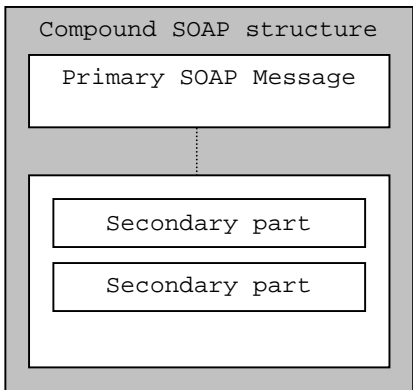 Compound SOAP structure
Primary SOAP Message
Secondary part
Secondary part